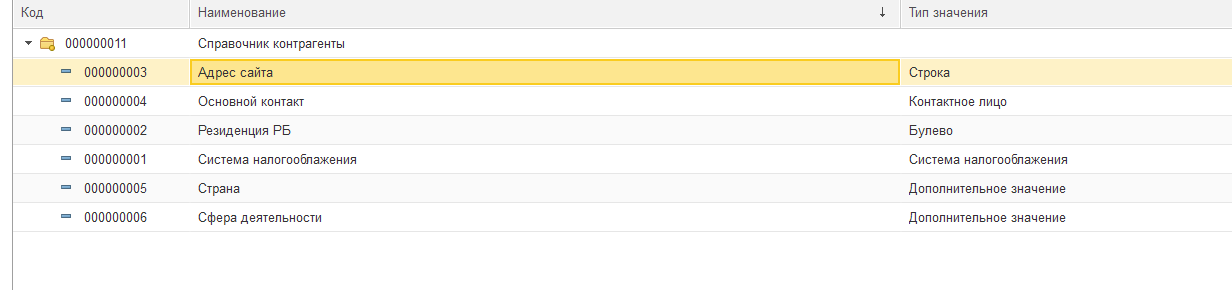 Код Наименование ↓ Тип значения
000000011 Справочник контрагенты
000000003 Адрес сайта Строка
000000004 Основной контакт Контактное лицо
000000002 Резиденция РБ Булево
000000001 Система налогооблажения Система налогооблажения
000000005 Страна Дополнительное значение
000000006 Сфера деятельности Дополнительное значение